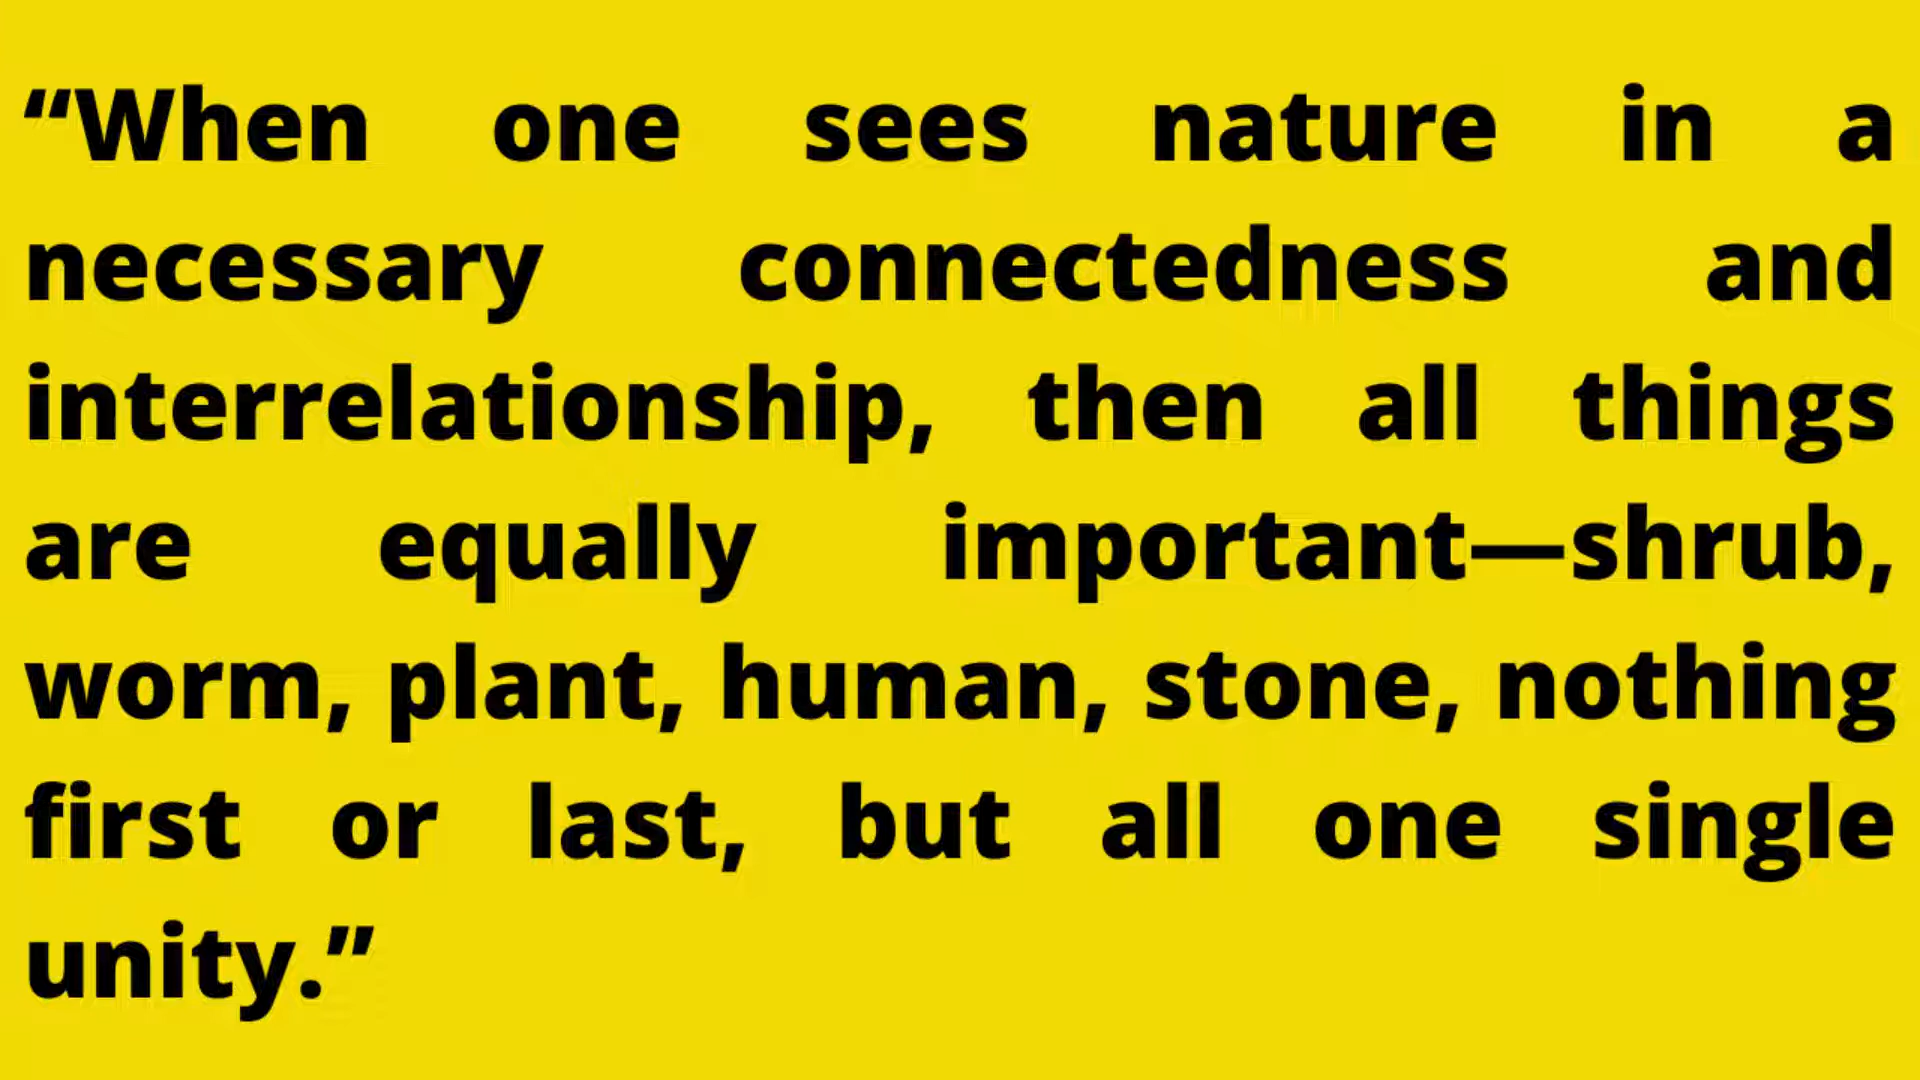 “When one sees nature in a
necessary connectedness and
interrelationship, then all things
are equally important—shrub,
worm, plant, human, stone, nothing
first or last, but all one single
unity.”